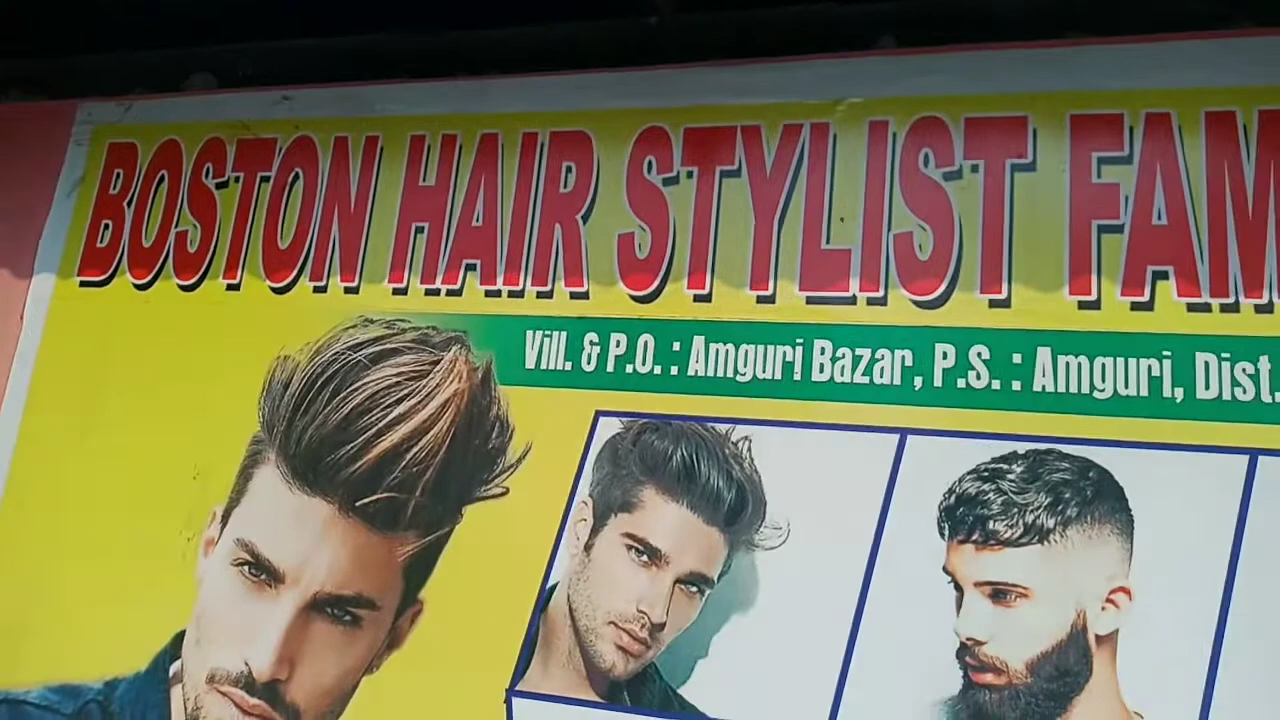 BOSTON HAIR STYLIST FAM
Vill. & P.O. : Amguri Bazar, P.S. : Amguri, Dist.